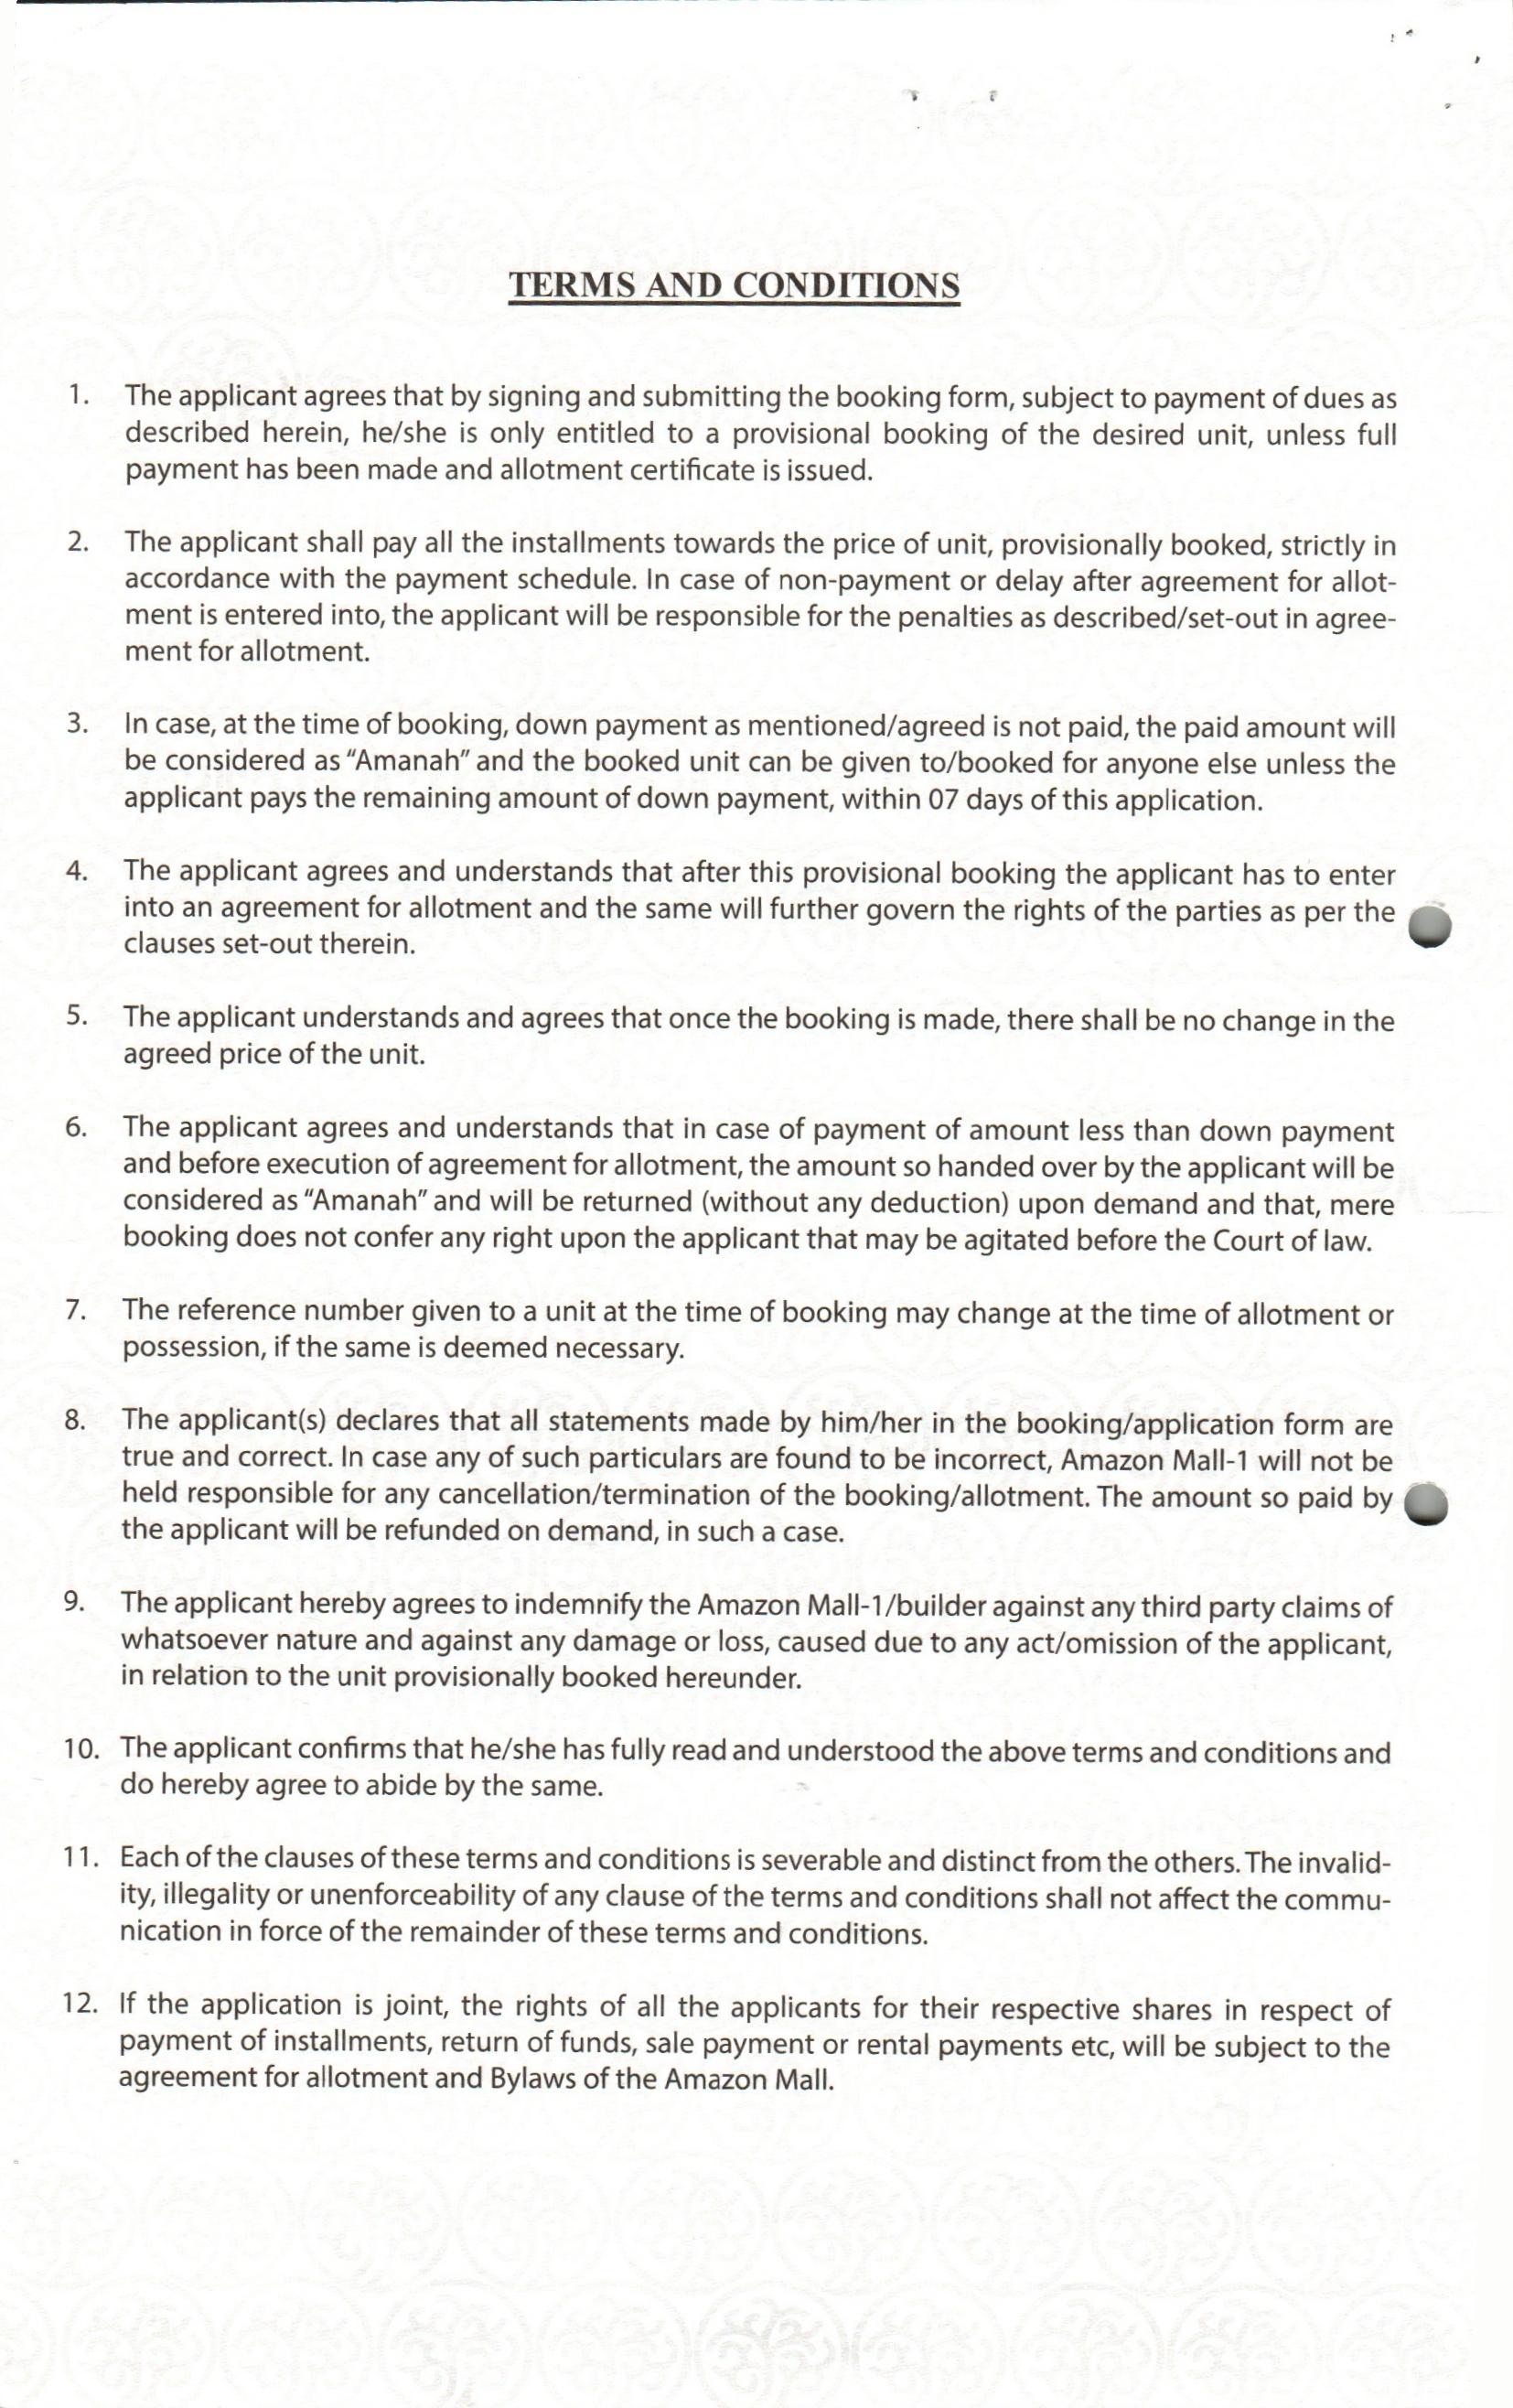 TERMS AND CONDITIONS
1. The applicant agrees that by signing and submitting the booking form, subject to payment of dues as
described herein, he/she is only entitled to a provisional booking of the desired unit, unless full
payment has been made and allotment certificate is issued.
2. The applicant shall pay all the installments towards the price of unit, provisionally booked, strictly in
accordance with the payment schedule. In case of non-payment or delay after agreement for allot-
ment is entered into, the applicant will be responsible for the penalties as described/set-out in agree-
ment for allotment.
3. In case, at the time of booking, down payment as mentioned/agreed is not paid, the paid amount will
be considered as “Amanah” and the booked unit can be given to/booked for anyone else unless the
applicant pays the remaining amount of down payment, within 07 days of this application.
4. The applicant agrees and understands that after this provisional booking the applicant has to enter
into an agreement for allotment and the same will further govern the rights of the parties as per the
clauses set-out therein.
5. The applicant understands and agrees that once the booking is made, there shall be no change in the
agreed price of the unit.
6. The applicant agrees and understands that in case of payment of amount less than down payment
and before execution of agreement for allotment, the amount so handed over by the applicant will be
considered as “Amanah” and will be returned (without any deduction) upon demand and that, mere
booking does not confer any right upon the applicant that may be agitated before the Court of law.
7. The reference number given to a unit at the time of booking may change at the time of allotment or
possession, if the same is deemed necessary.
8. The applicant(s) declares that all statements made by him/her in the booking/application form are
true and correct. In case any of such particulars are found to be incorrect, Amazon Mall-1 will not be
held responsible for any cancellation/termination of the booking/allotment. The amount so paid by
the applicant will be refunded on demand, in such a case.
9. The applicant hereby agrees to indemnify the Amazon Mall-1/builder against any third party claims of
whatsoever nature and against any damage or loss, caused due to any act/omission of the applicant,
in relation to the unit provisionally booked hereunder.
10. The applicant confirms that he/she has fully read and understood the above terms and conditions and
do hereby agree to abide by the same.
11. Each of the clauses of these terms and conditions is severable and distinct from the others. The invalid-
ity, illegality or unenforceability of any clause of the terms and conditions shall not affect the commu-
nication in force of the remainder of these terms and conditions.
12. If the application is joint, the rights of all the applicants for their respective shares in respect of
payment of installments, return of funds, sale payment or rental payments etc, will be subject to the
agreement for allotment and Bylaws of the Amazon Mall.